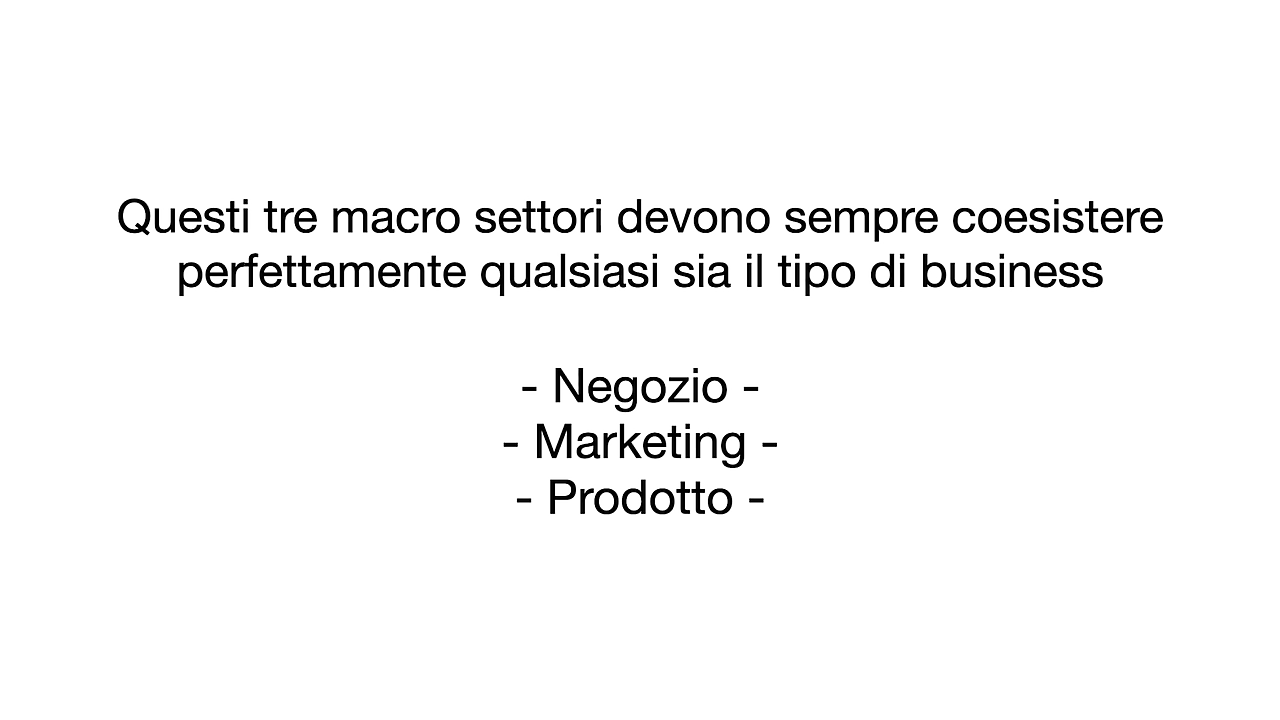 Questi tre macro settori devono sempre coesistere
perfettamente qualsiasi sia il tipo di business
- Negozio -
- Marketing -
- Prodotto -